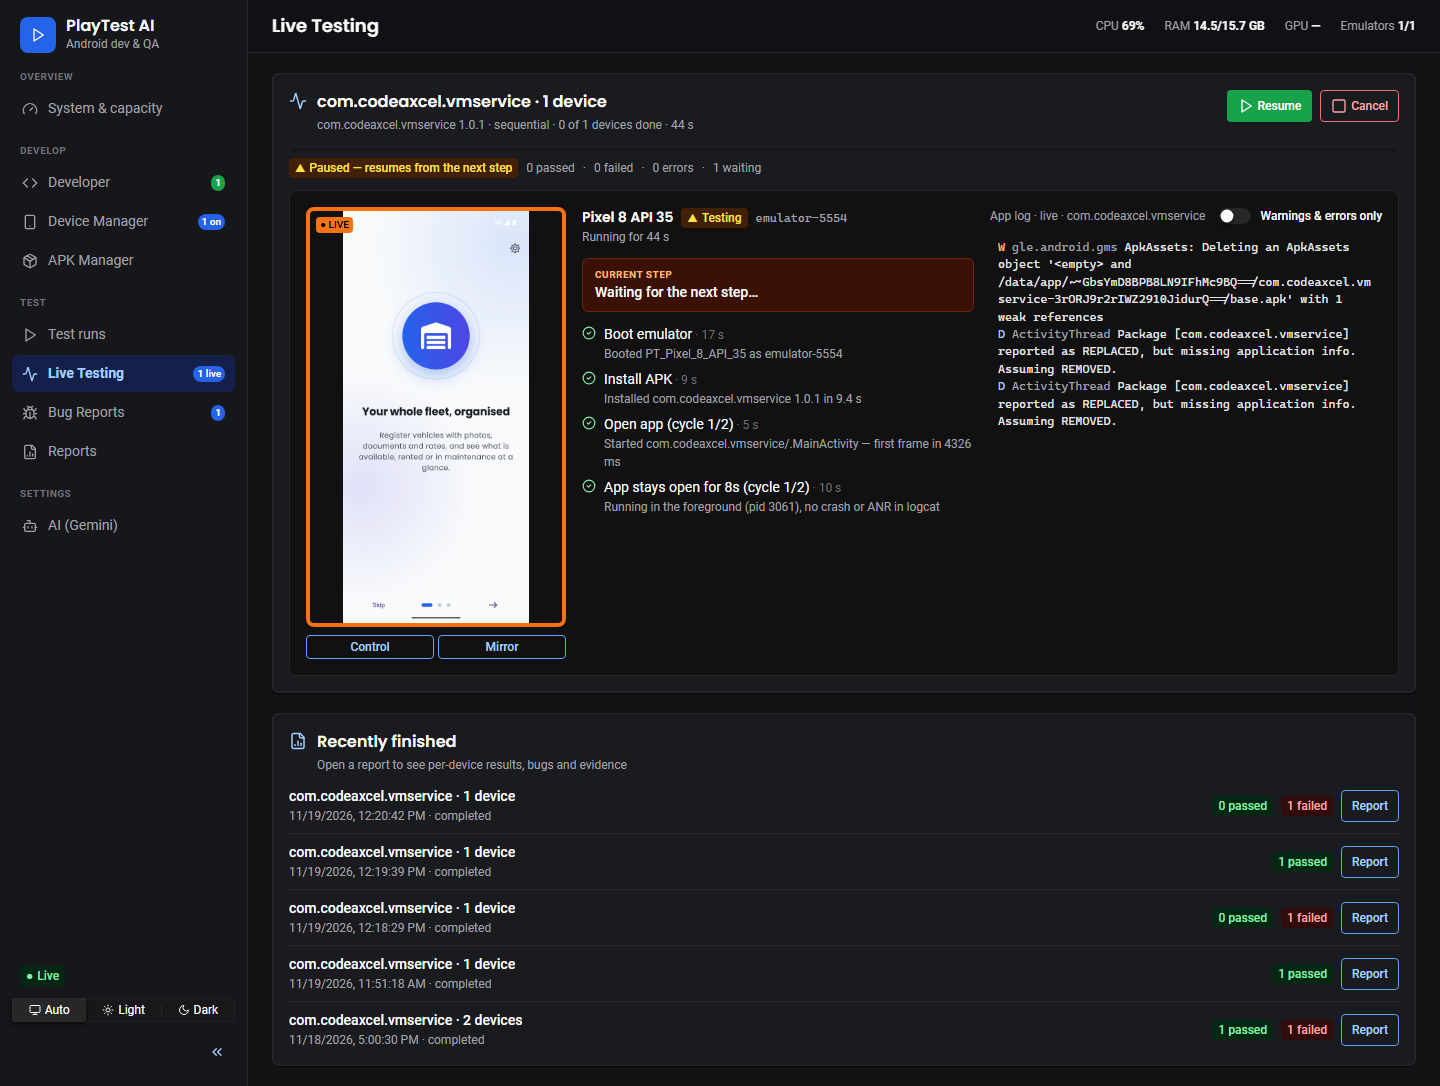 PlayTest AI
Android dev & QA
OVERVIEW
System & capacity
DEVELOP
Developer 1
Device Manager 1 on
APK Manager
TEST
Test runs
Live Testing 1 live
Bug Reports 1
Reports
SETTINGS
AI (Gemini)
● Live
Auto Light Dark
Live Testing
CPU 69% RAM 14.5/15.7 GB GPU — Emulators 1/1
com.codeaxcel.vmservice · 1 device
com.codeaxcel.vmservice 1.0.1 · sequential · 0 of 1 devices done · 44 s
Resume Cancel
Paused — resumes from the next step 0 passed · 0 failed · 0 errors · 1 waiting
● LIVE
Your whole fleet, organised
Register vehicles with photos,
documents and rates, and see what is
available, rented or in maintenance at a
glance.
Skip
Control Mirror
Pixel 8 API 35 Testing emulator-5554
Running for 44 s
CURRENT STEP
Waiting for the next step…
Boot emulator · 17 s
Booted PT_Pixel_8_API_35 as emulator-5554
Install APK · 9 s
Installed com.codeaxcel.vmservice 1.0.1 in 9.4 s
Open app (cycle 1/2) · 5 s
Started com.codeaxcel.vmservice/.MainActivity — first frame in 4326
ms
App stays open for 8s (cycle 1/2) · 10 s
Running in the foreground (pid 3061), no crash or ANR in logcat
App log · live · com.codeaxcel.vmservice Warnings & errors only
W gle.android.gms ApkAssets: Deleting an ApkAssets
object '<empty> and
/data/app/~~GbsYmD8BPB8LN9IFhMc9BQ==/com.codeaxcel.vm
service-3rORJ9r2rIWZ2910JidurQ==/base.apk' with 1
weak references
D ActivityThread Package [com.codeaxcel.vmservice]
reported as REPLACED, but missing application info.
Assuming REMOVED.
D ActivityThread Package [com.codeaxcel.vmservice]
reported as REPLACED, but missing application info.
Assuming REMOVED.
Recently finished
Open a report to see per-device results, bugs and evidence
com.codeaxcel.vmservice · 1 device
11/19/2026, 12:20:42 PM · completed
0 passed 1 failed Report
com.codeaxcel.vmservice · 1 device
11/19/2026, 12:19:39 PM · completed
1 passed Report
com.codeaxcel.vmservice · 1 device
11/19/2026, 12:18:29 PM · completed
0 passed 1 failed Report
com.codeaxcel.vmservice · 1 device
11/19/2026, 11:51:18 AM · completed
1 passed Report
com.codeaxcel.vmservice · 2 devices
11/18/2026, 5:00:30 PM · completed
1 passed 1 failed Report